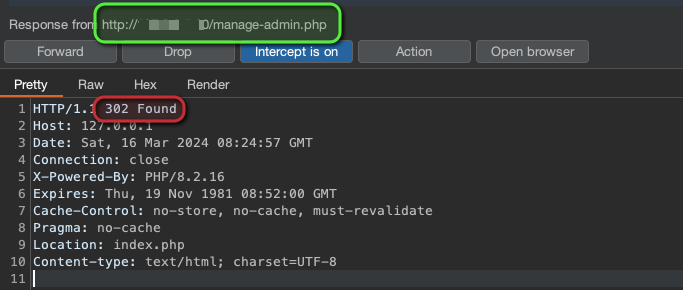 Response from http://0/manage-admin.php
Forward Drop Intercept is on Action Open browser
Pretty Raw Hex Render
1 HTTP/1.1 302 Found
2 Host: 127.0.0.1
3 Date: Sat, 16 Mar 2024 08:24:57 GMT
4 Connection: close
5 X-Powered-By: PHP/8.2.16
6 Expires: Thu, 19 Nov 1981 08:52:00 GMT
7 Cache-Control: no-store, no-cache, must-revalidate
8 Pragma: no-cache
9 Location: index.php
10 Content-type: text/html; charset=UTF-8
11